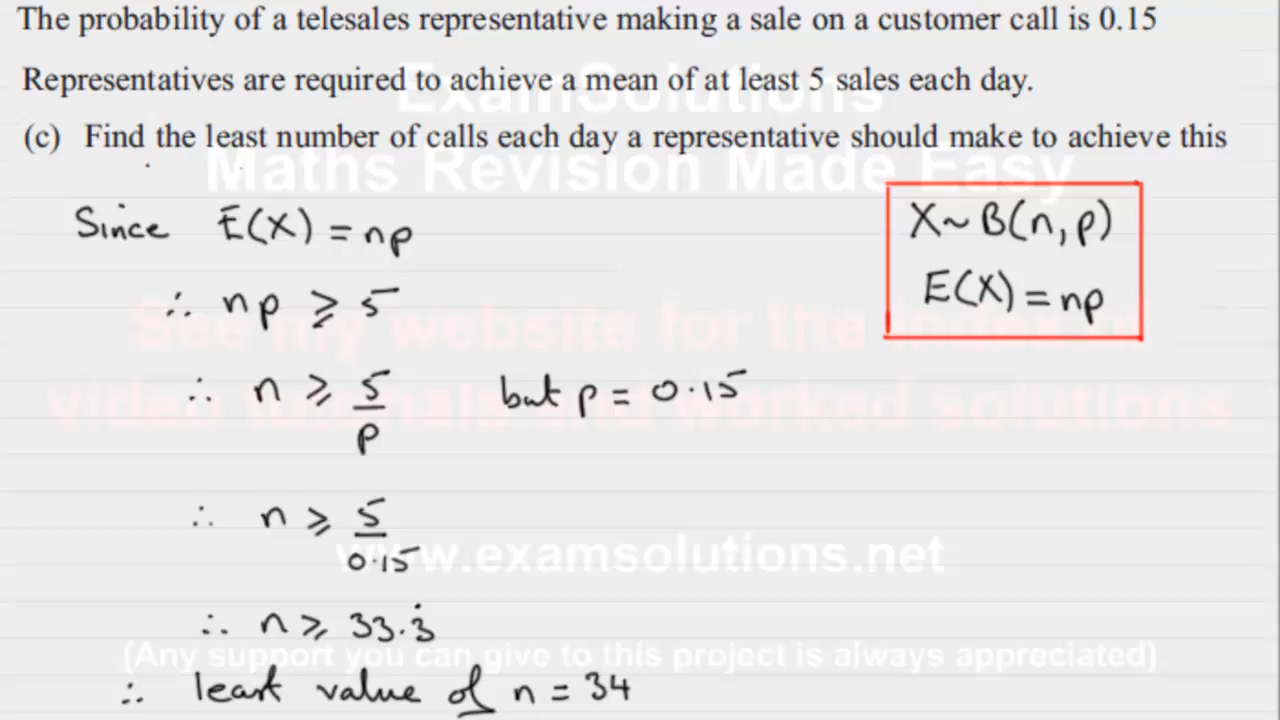 The probability of a telesales representative making a sale on a customer call is 0.15
Representatives are required to achieve a mean of at least 5 sales each day.
ExamSolutions
(c) Find the least number of calls each day a representative should make to achieve this
Maths Revision Made Easy
Since E(X) = np
X~B(n,p)
E(X) = np
∴ np ⩾ 5
See my website for the index of
∴ n ⩾ 5/p but p = 0.15
video tutorials and worked solutions
∴ n ⩾ 5/0.15
www.examsolutions.net
∴ n ⩾ 33.3̇
(Any support you can give to this project is always appreciated)
∴ least value of n = 34